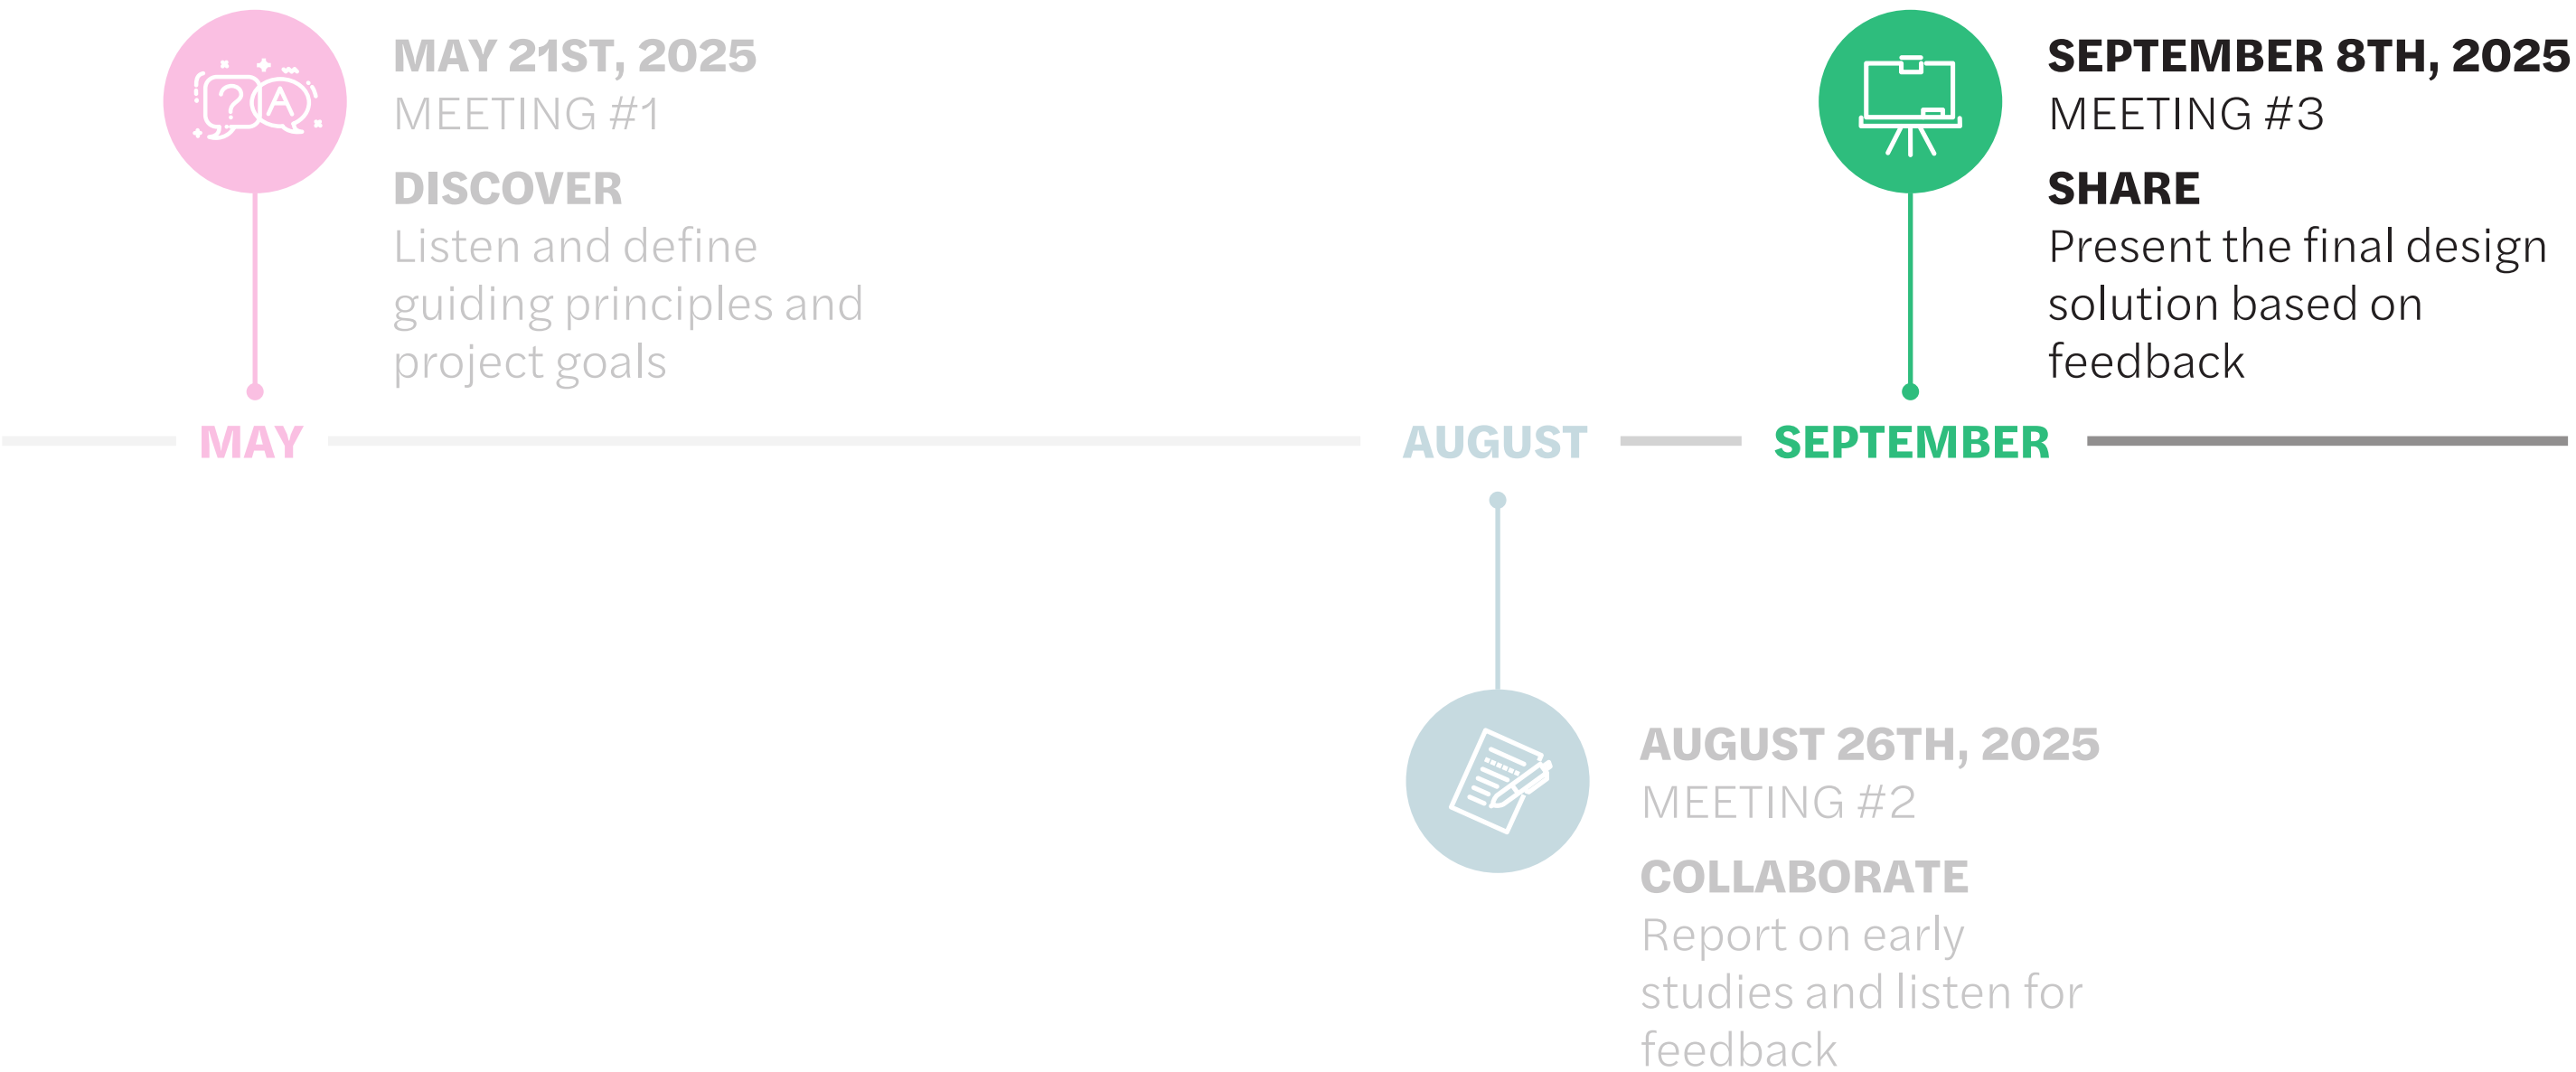 MAY 21ST, 2025
MEETING #1
DISCOVER
Listen and define
guiding principles and
project goals
SEPTEMBER 8TH, 2025
MEETING #3
SHARE
Present the final design
solution based on
feedback
? A
MAY
AUGUST
SEPTEMBER
AUGUST 26TH, 2025
MEETING #2
COLLABORATE
Report on early
studies and listen for
feedback